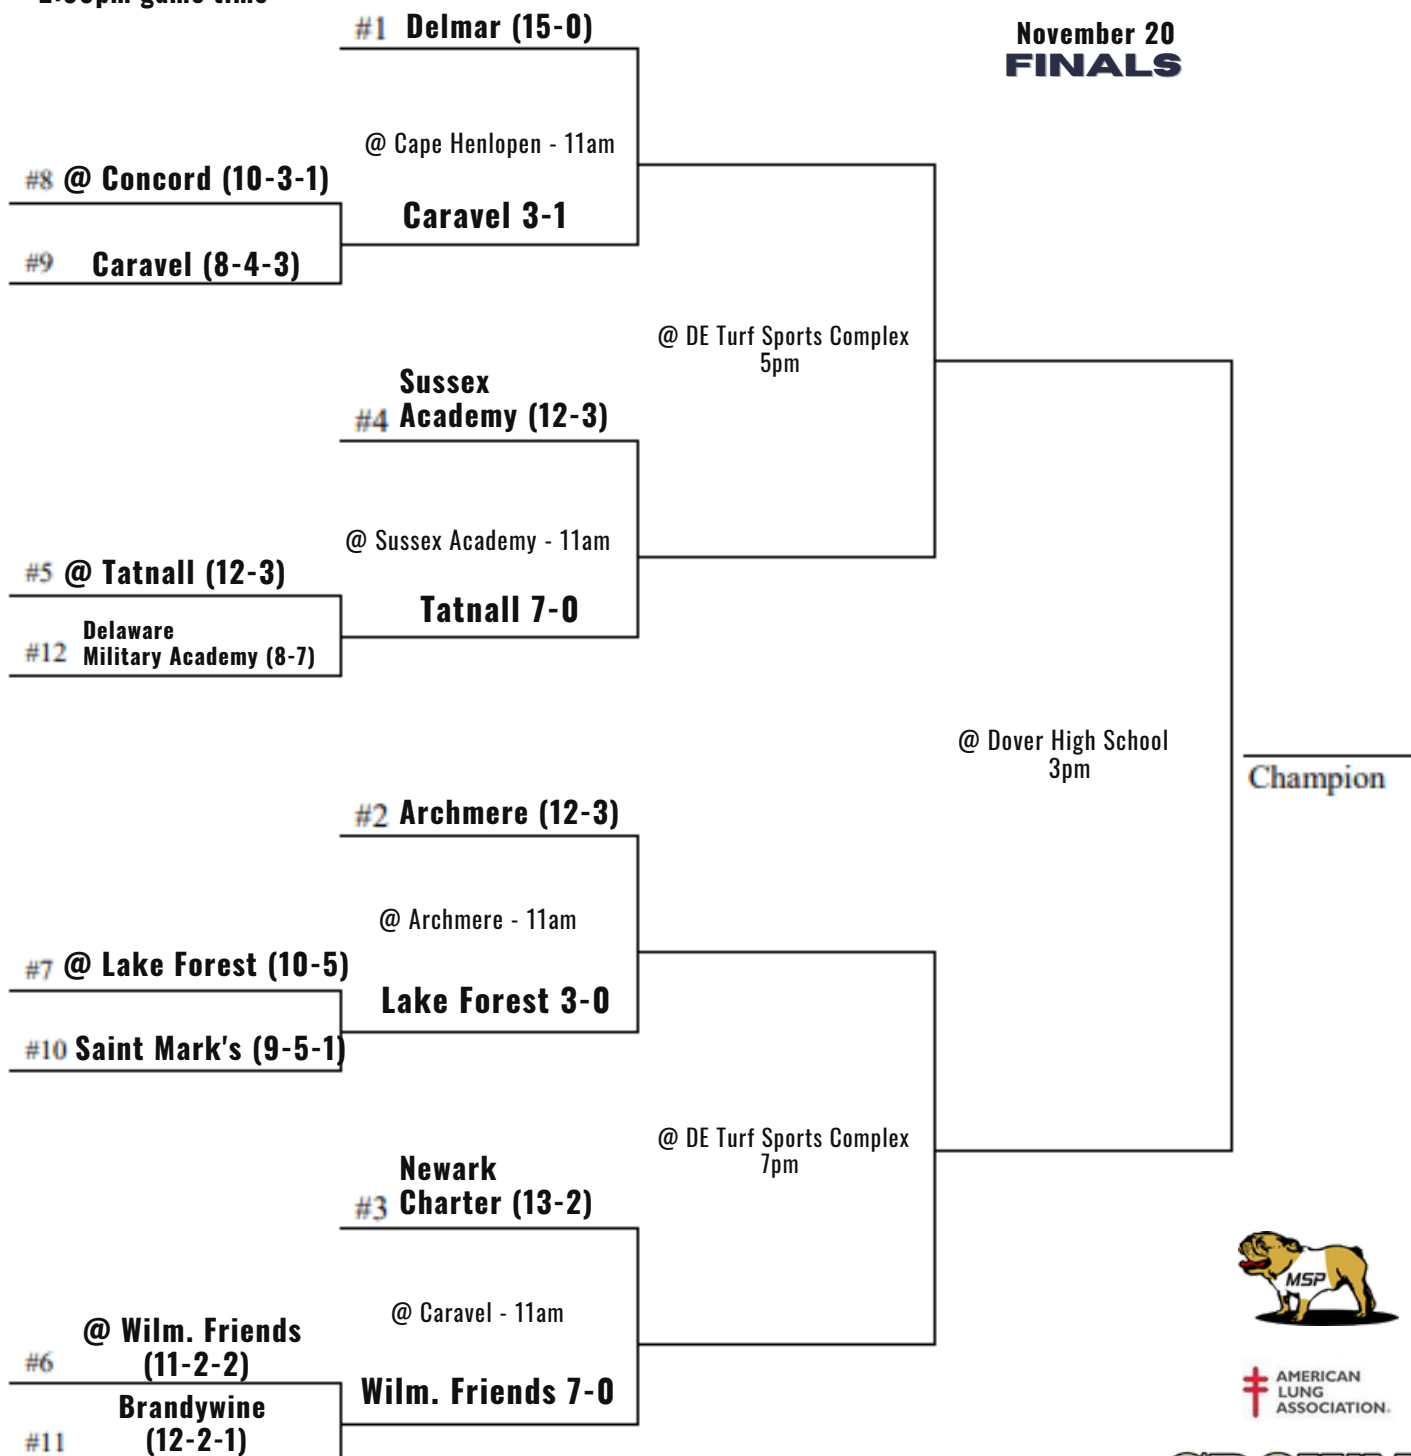 #1 Delmar (15-0)
November 20
FINALS
@ Cape Henlopen - 11am
#8 @ Concord (10-3-1)
Caravel 3-1
#9 Caravel (8-4-3)
@ DE Turf Sports Complex
5pm
Sussex
#4 Academy (12-3)
@ Sussex Academy - 11am
#5 @ Tatnall (12-3)
Tatnall 7-0
Delaware
#12 Military Academy (8-7)
@ Dover High School
3pm
Champion
#2 Archmere (12-3)
@ Archmere - 11am
#7 @ Lake Forest (10-5)
Lake Forest 3-0
#10 Saint Mark's (9-5-1)
@ DE Turf Sports Complex
7pm
Newark
#3 Charter (13-2)
MSP
@ Caravel - 11am
@ Wilm. Friends
#6 (11-2-2)
AMERICAN
LUNG
ASSOCIATION.
Wilm. Friends 7-0
Brandywine
#11 (12-2-1)